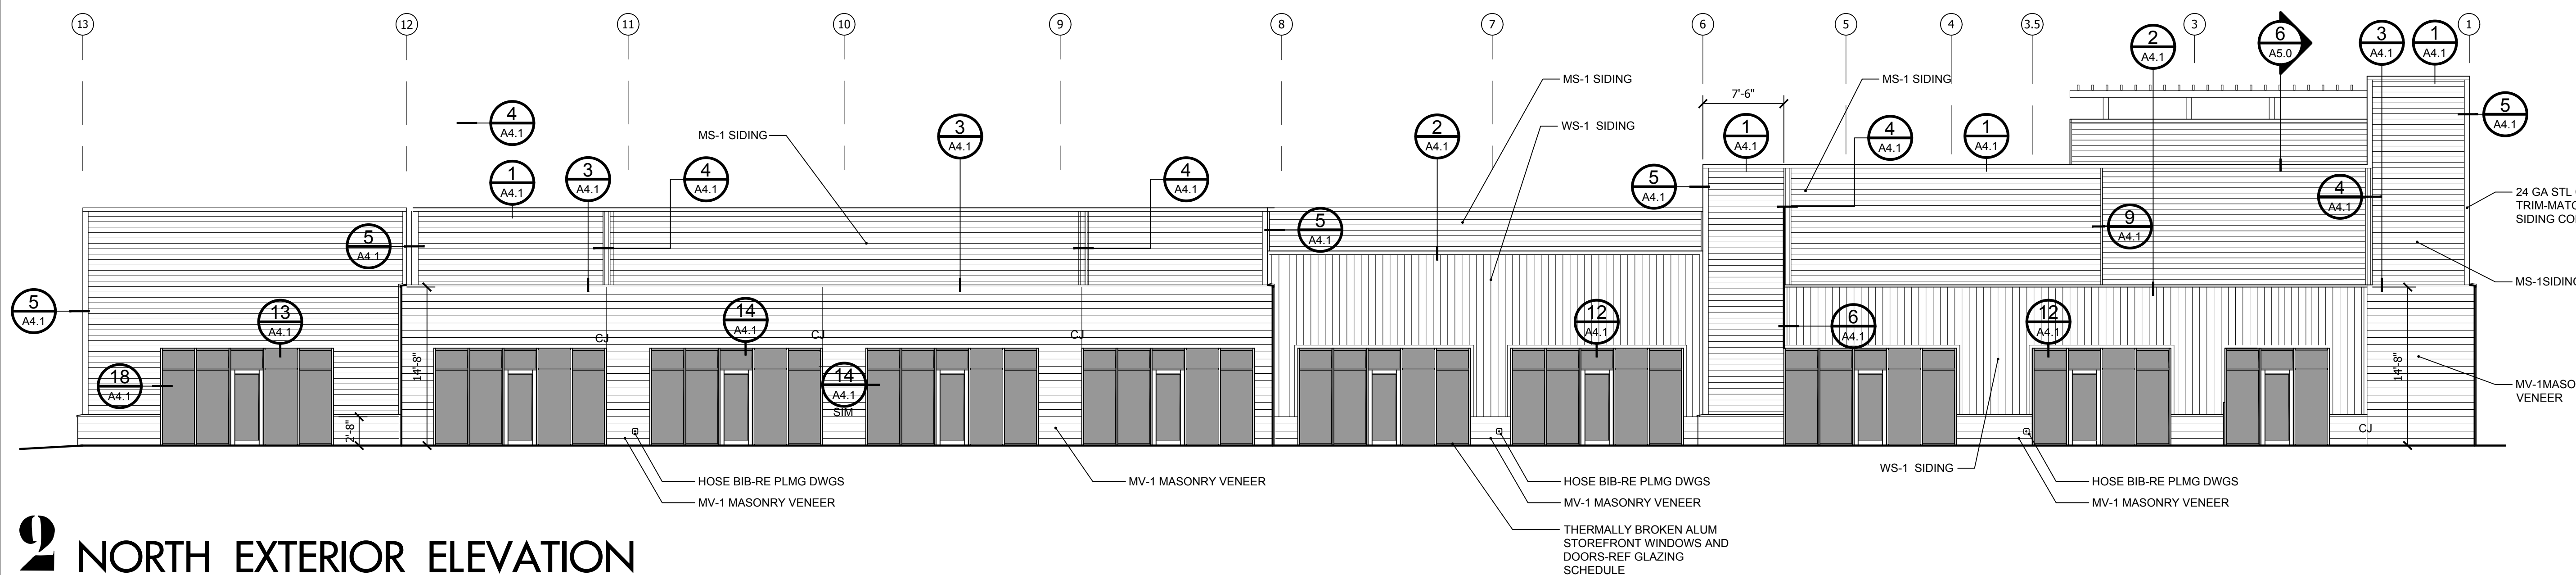 13
12
11
10
9
8
7
6
5
4
3.5
3
1
2
A4.1
6
A5.0
3
A4.1
1
A4.1
MS-1 SIDING
MS-1 SIDING
7'-6"
4
A4.1
5
A4.1
WS-1 SIDING
MS-1 SIDING
3
A4.1
2
A4.1
1
A4.1
4
A4.1
1
A4.1
1
A4.1
3
A4.1
4
A4.1
4
A4.1
5
A4.1
4
A4.1
24 GA STL
TRIM-MATC
SIDING CO
5
A4.1
5
A4.1
9
A4.1
MS-1SIDING
5
A4.1
13
A4.1
14
A4.1
12
A4.1
6
A4.1
12
A4.1
CJ
CJ
CJ
14'-8"
14'-8"
18
A4.1
14
A4.1
SIM
MV-1MASO
VENEER
2'-8"
CJ
WS-1 SIDING
HOSE BIB-RE PLMG DWGS
MV-1 MASONRY VENEER
MV-1 MASONRY VENEER
HOSE BIB-RE PLMG DWGS
MV-1 MASONRY VENEER
HOSE BIB-RE PLMG DWGS
MV-1 MASONRY VENEER
THERMALLY BROKEN ALUM
STOREFRONT WINDOWS AND
DOORS-REF GLAZING
SCHEDULE
2 NORTH EXTERIOR ELEVATION